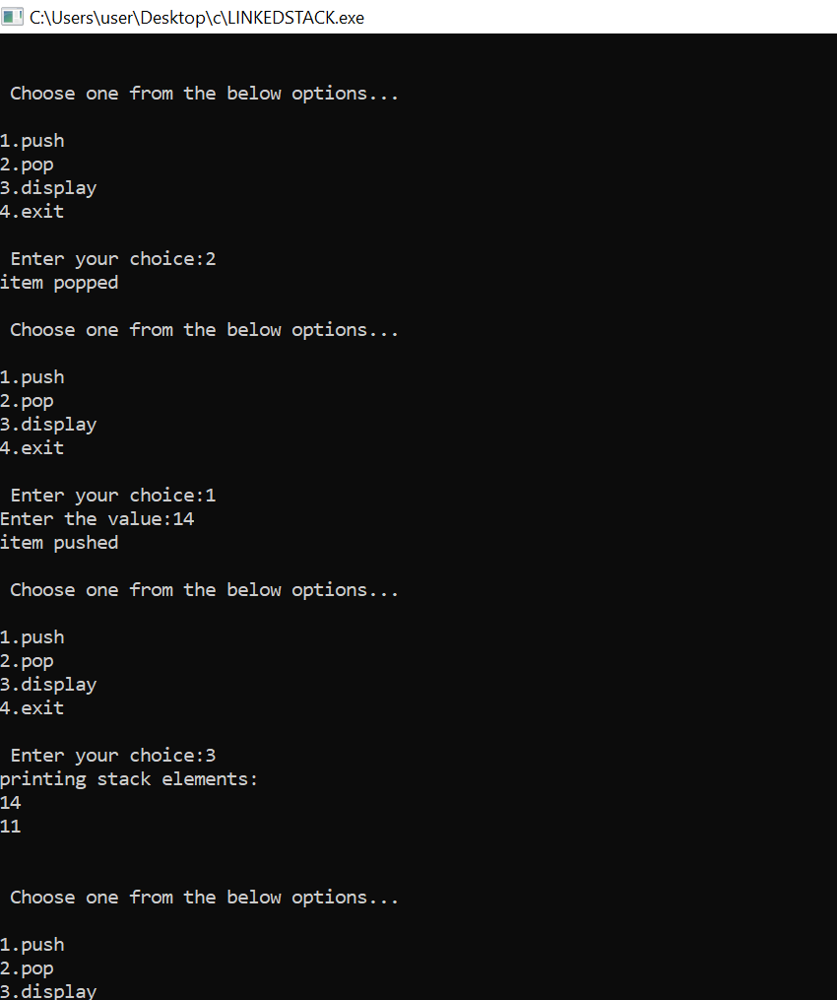 C:\Users\user\Desktop\c\LINKEDSTACK.exe
Choose one from the below options...
1.push
2.pop
3.display
4.exit
Enter your choice:2
item popped
Choose one from the below options...
1.push
2.pop
3.display
4.exit
Enter your choice:1
Enter the value:14
item pushed
Choose one from the below options...
1.push
2.pop
3.display
4.exit
Enter your choice:3
printing stack elements:
14
11
Choose one from the below options...
1.push
2.pop
3.display